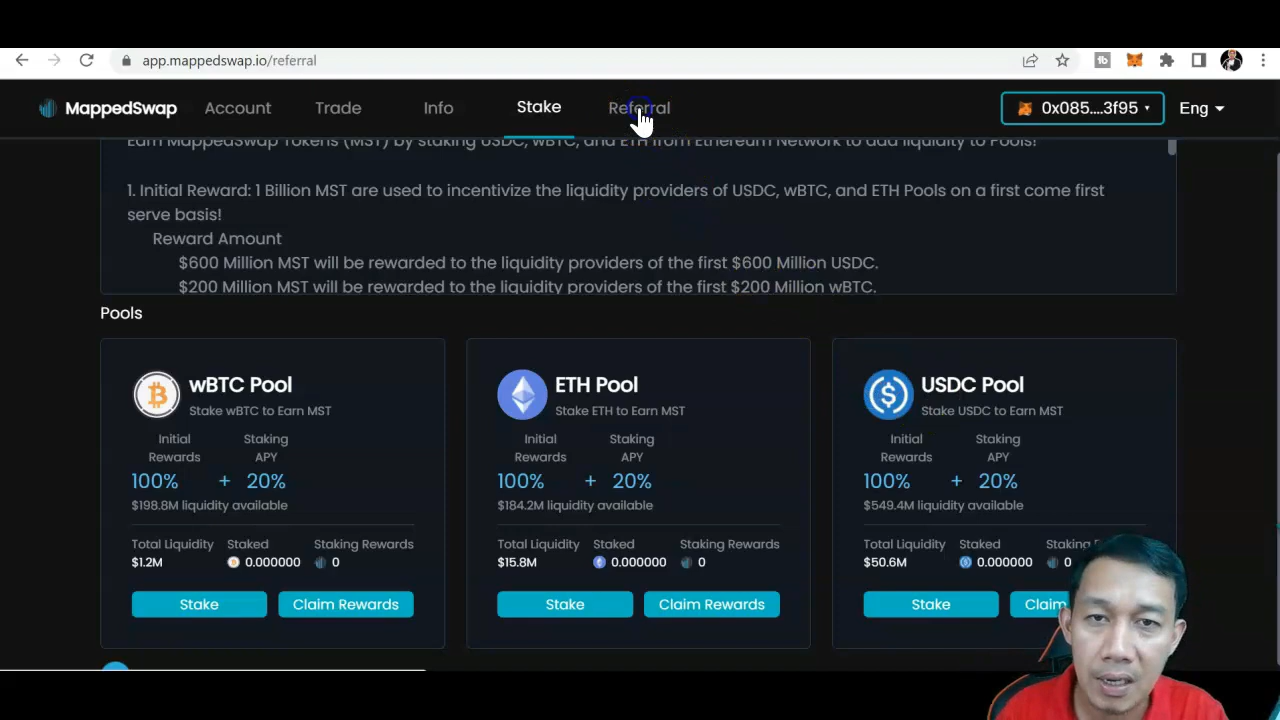 app.mappedswap.io/referral
MappedSwap Account Trade Info Stake Referral 0x085....3f95 Eng
Earn MappedSwap Tokens (MST) by staking USDC, wBTC, and ETH from Ethereum Network to add liquidity to Pools!
1. Initial Reward: 1 Billion MST are used to incentivize the liquidity providers of USDC, wBTC, and ETH Pools on a first come first
serve basis!
Reward Amount
$600 Million MST will be rewarded to the liquidity providers of the first $600 Million USDC.
$200 Million MST will be rewarded to the liquidity providers of the first $200 Million wBTC.
Pools
wBTC Pool
Stake wBTC to Earn MST
Initial Staking
Rewards APY
100% + 20%
$198.8M liquidity available
Total Liquidity Staked Staking Rewards
$1.2M 0.000000 0
Stake Claim Rewards
ETH Pool
Stake ETH to Earn MST
Initial Staking
Rewards APY
100% + 20%
$184.2M liquidity available
Total Liquidity Staked Staking Rewards
$15.8M 0.000000 0
Stake Claim Rewards
USDC Pool
Stake USDC to Earn MST
Initial Staking
Rewards APY
100% + 20%
$549.4M liquidity available
Total Liquidity Staked Staking
$50.6M 0.000000 0
Stake Claim